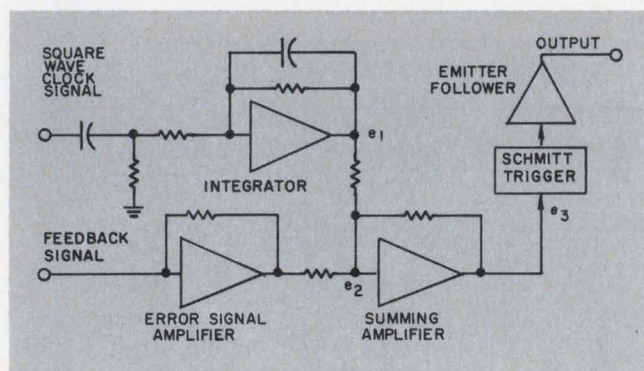 SQUARE
WAVE
CLOCK
SIGNAL
INTEGRATOR
e1
FEEDBACK
SIGNAL
ERROR SIGNAL
AMPLIFIER
e2
SUMMING
AMPLIFIER
OUTPUT
EMITTER
FOLLOWER
SCHMITT
TRIGGER
e3